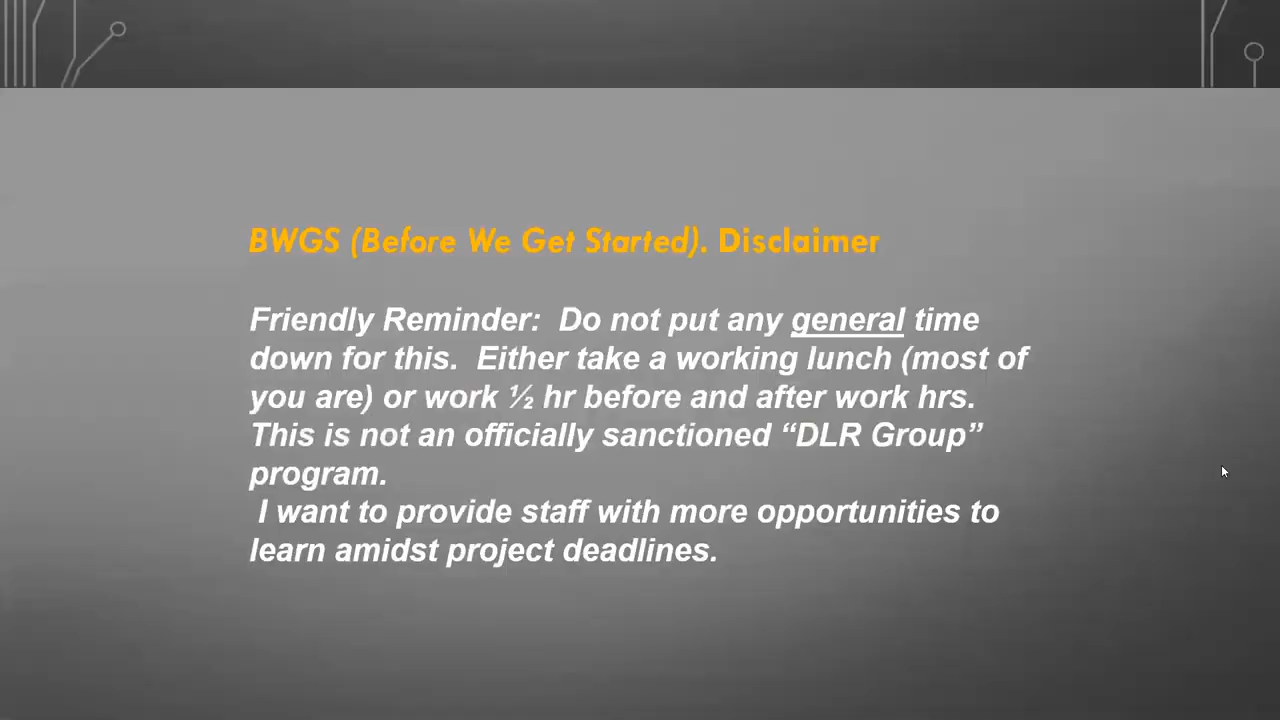 BWGS (Before We Get Started). Disclaimer
Friendly Reminder:  Do not put any general time
down for this.  Either take a working lunch (most of
you are) or work ½ hr before and after work hrs.
This is not an officially sanctioned “DLR Group”
program.
I want to provide staff with more opportunities to
learn amidst project deadlines.